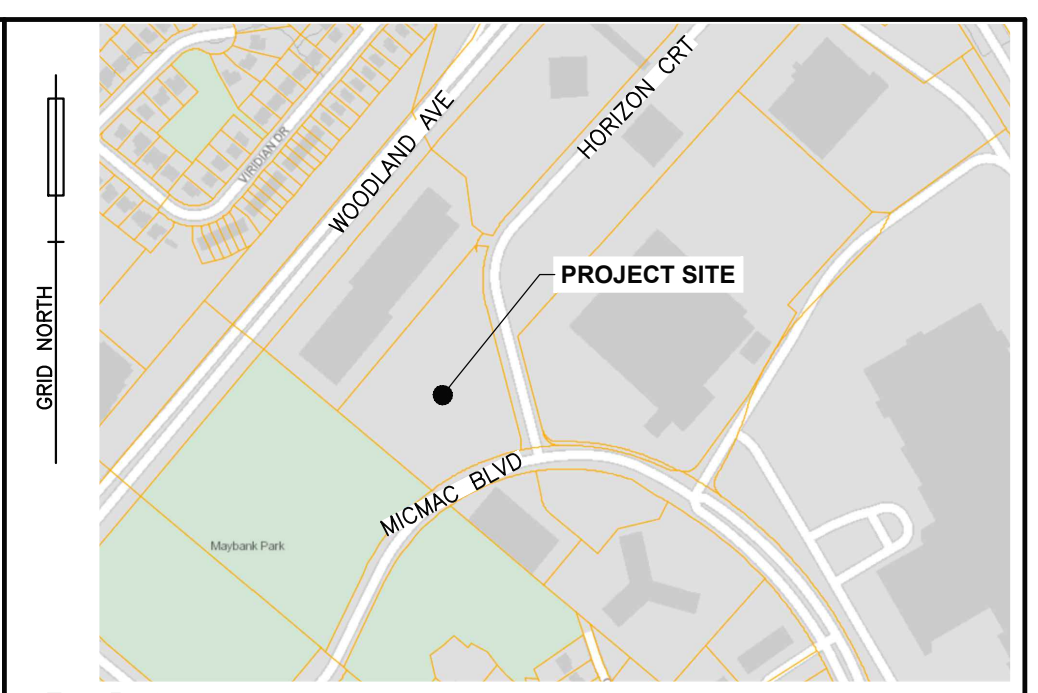 HORIZON CRT
WOODLAND AVE
VIRIDIAN DR
PROJECT SITE
GRID NORTH
MICMAC BLVD
Maybank Park